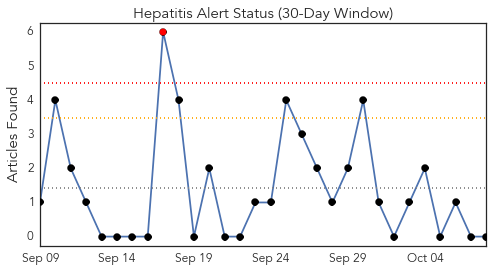 Hepatitis Alert Status (30-Day Window)
Articles Found
6
5
4
3
2
1
0
Sep 09 Sep 14 Sep 19 Sep 24 Sep 29 Oct 04